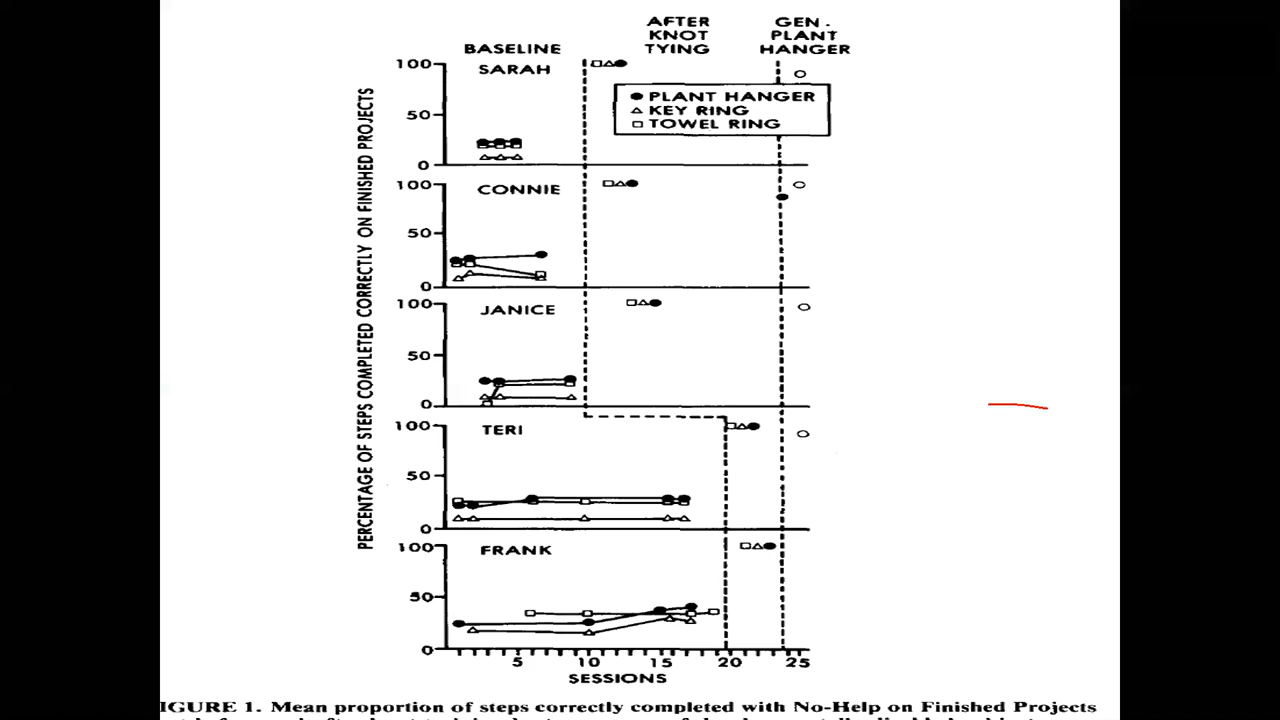 AFTER
KNOT
TYING
GEN.
PLANT
HANGER
BASELINE
PERCENTAGE OF STEPS COMPLETED CORRECTLY ON FINISHED PROJECTS
100
50
0
SARAH
PLANT HANGER
KEY RING
TOWEL RING
100
50
0
CONNIE
100
50
0
JANICE
100
50
0
TERI
100
50
0
FRANK
5 10 15 20 25
SESSIONS
IGURE 1. Mean proportion of steps correctly completed with No-Help on Finished Projects